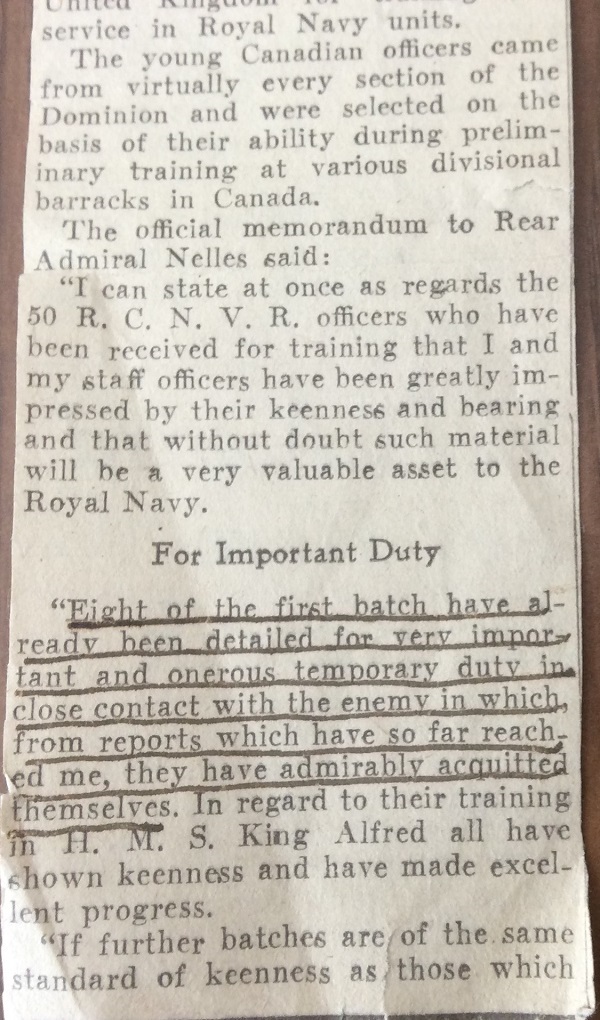 United Kingdom for training
service in Royal Navy units.
The young Canadian officers came
from virtually every section of the
Dominion and were selected on the
basis of their ability during prelim-
inary training at various divisional
barracks in Canada.
The official memorandum to Rear
Admiral Nelles said:
"I can state at once as regards the
50 R. C. N. V. R. officers who have
been received for training that I and
my staff officers have been greatly im-
pressed by their keenness and bearing
and that without doubt such material
will be a very valuable asset to the
Royal Navy.
For Important Duty
"Eight of the first batch have al-
ready been detailed for very impor-
tant and onerous temporary duty in
close contact with the enemy in which,
from reports which have so far reach-
ed me, they have admirably acquitted
themselves. In regard to their training
in H. M. S. King Alfred all have
shown keenness and have made excel-
lent progress.
"If further batches are of the same
standard of keenness as those which